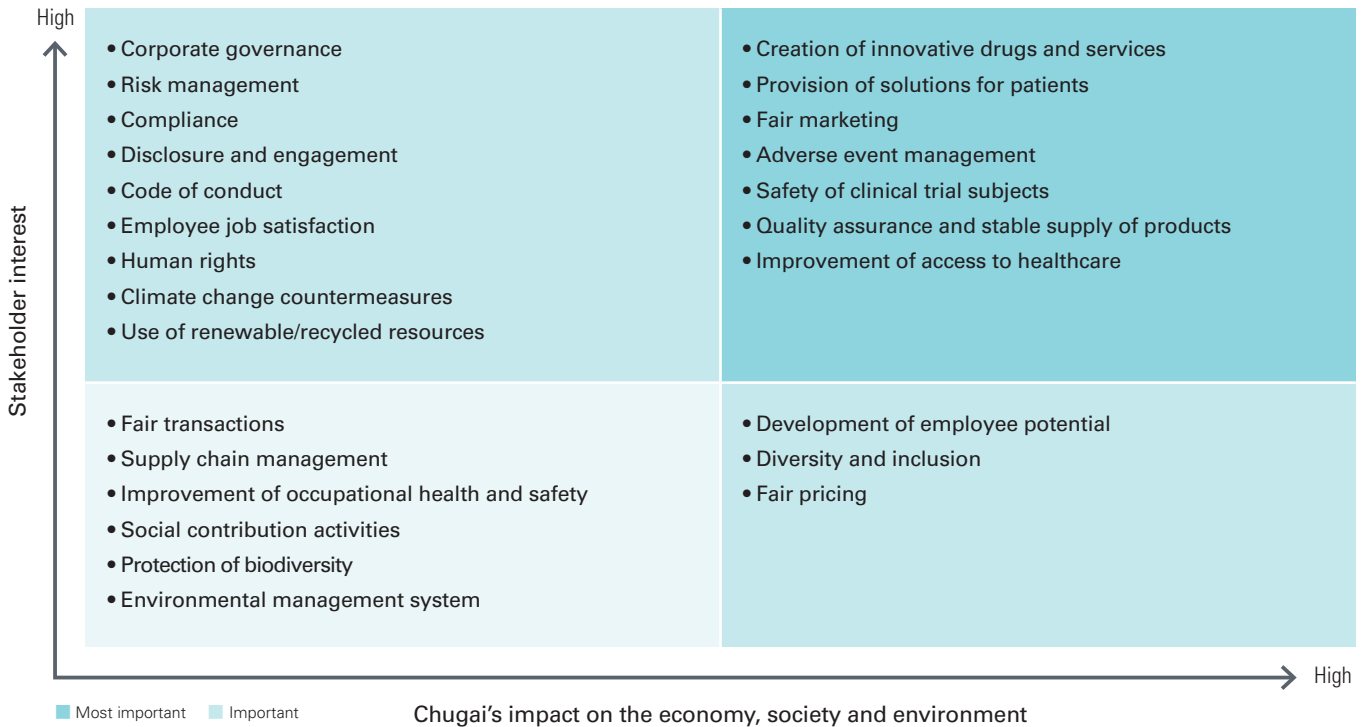 High
Stakeholder interest
• Corporate governance
• Risk management
• Compliance
• Disclosure and engagement
• Code of conduct
• Employee job satisfaction
• Human rights
• Climate change countermeasures
• Use of renewable/recycled resources
• Creation of innovative drugs and services
• Provision of solutions for patients
• Fair marketing
• Adverse event management
• Safety of clinical trial subjects
• Quality assurance and stable supply of products
• Improvement of access to healthcare
• Fair transactions
• Supply chain management
• Improvement of occupational health and safety
• Social contribution activities
• Protection of biodiversity
• Environmental management system
• Development of employee potential
• Diversity and inclusion
• Fair pricing
High
Most important
Important
Chugai's impact on the economy, society and environment